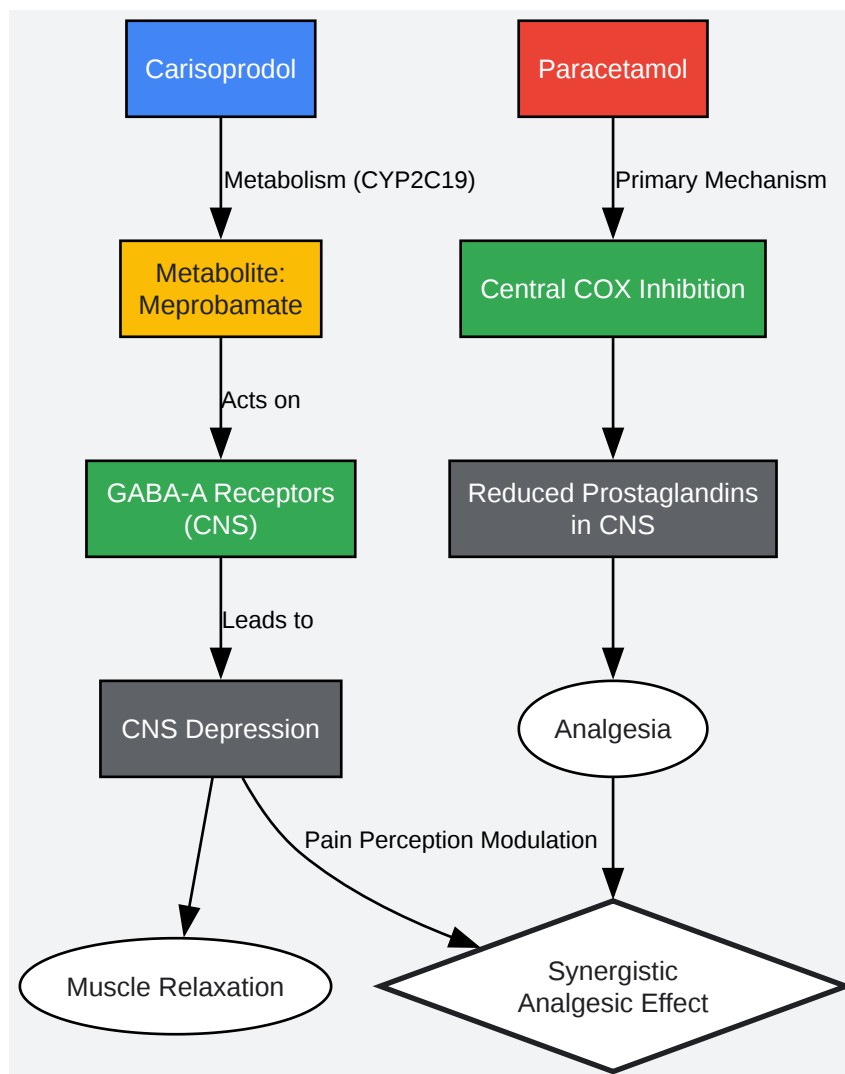 Carisoprodol
Paracetamol
Metabolism (CYP2C19)
Primary Mechanism
Metabolite:
Meprobamate
Central COX Inhibition
Acts on
GABA-A Receptors
(CNS)
Reduced Prostaglandins
in CNS
Leads to
CNS Depression
Analgesia
Pain Perception Modulation
Muscle Relaxation
Synergistic
Analgesic Effect